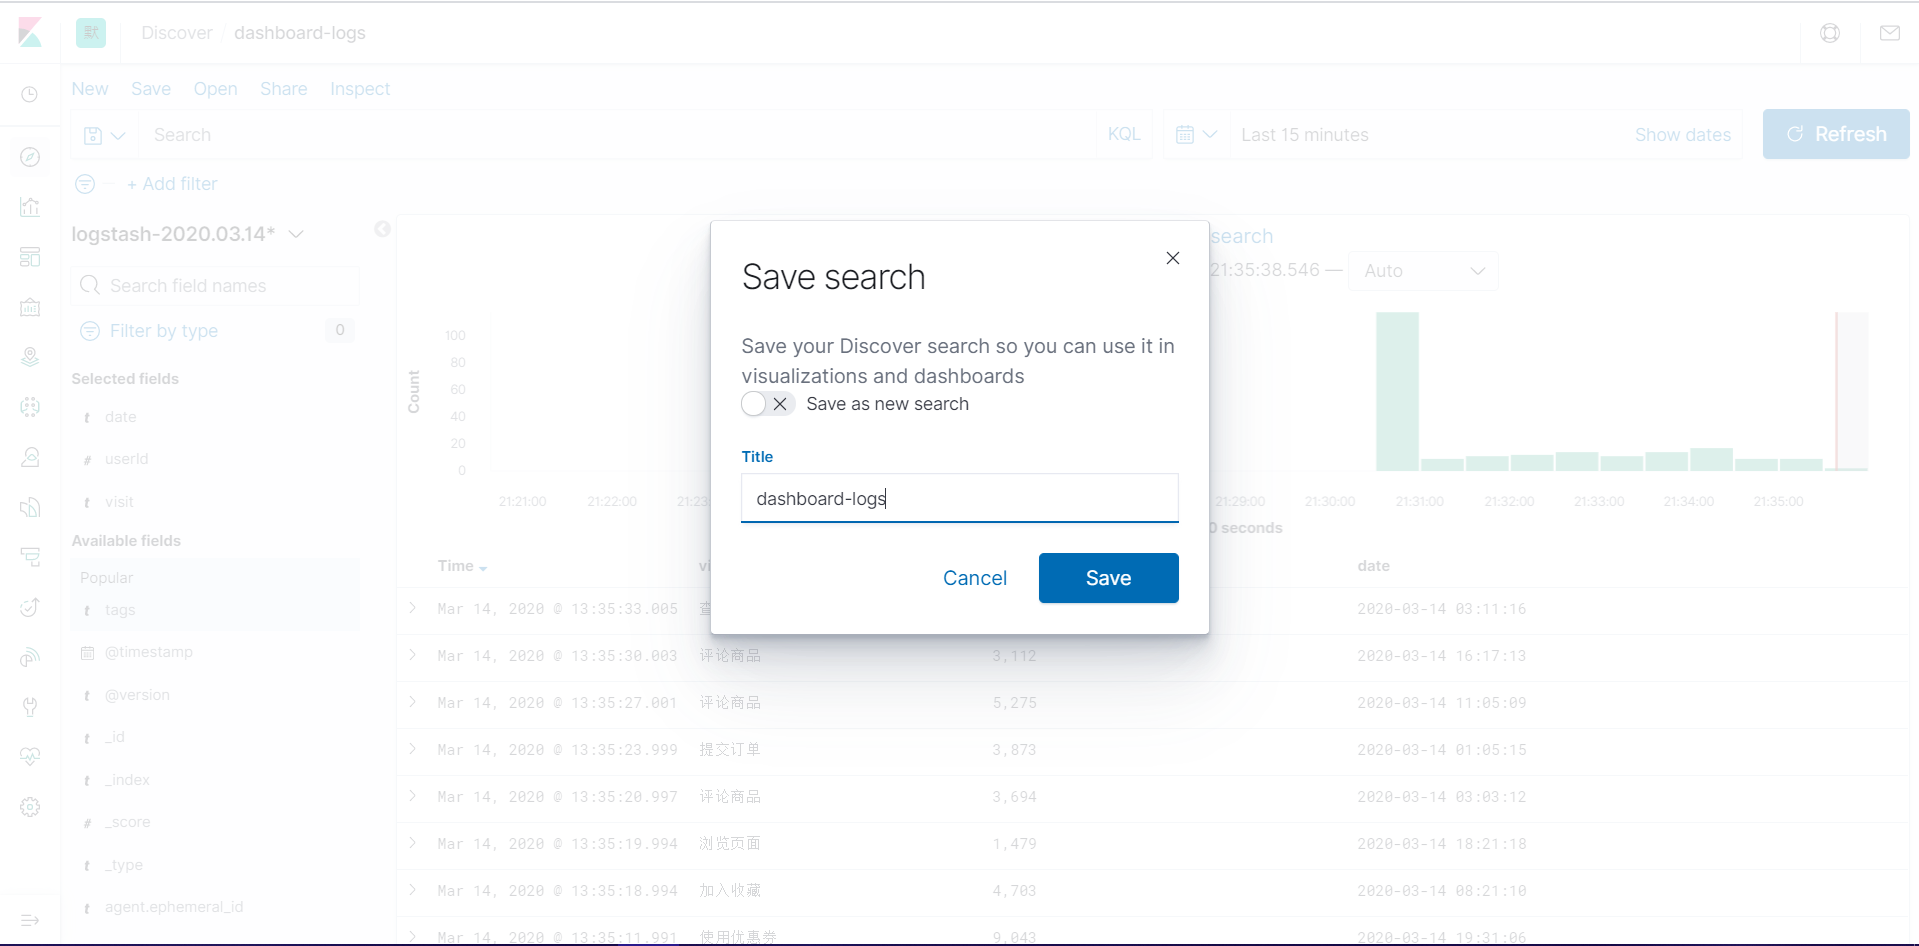 默
Discover
dashboard-logs
New Save Open Share Inspect
Search
KQL
Last 15 minutes
Show dates
Refresh
+ Add filter
logstash-2020.03.14*
Search field names
Filter by type
0
Selected fields
t date
# userId
t visit
Available fields
Popular
t tags
@timestamp
t @version
t _id
t _index
# _score
t _type
t agent.ephemeral_id
search
21:35:38.546 —
Auto
Count
100
80
60
40
20
0
21:21:00 21:22:00 21:23 21:29:00 21:30:00 21:31:00 21:32:00 21:33:00 21:34:00 21:35:00
0 seconds
Save search
Save your Discover search so you can use it in
visualizations and dashboards
Save as new search
Title
dashboard-logs
Cancel
Save
Time date
Mar 14, 2020 @ 13:35:33.005 查 2020-03-14 03:11:16
Mar 14, 2020 @ 13:35:30.003 评论商品 3,112 2020-03-14 16:17:13
Mar 14, 2020 @ 13:35:27.001 评论商品 5,275 2020-03-14 11:05:09
Mar 14, 2020 @ 13:35:23.999 提交订单 3,873 2020-03-14 01:05:15
Mar 14, 2020 @ 13:35:20.997 评论商品 3,694 2020-03-14 03:03:12
Mar 14, 2020 @ 13:35:19.994 浏览页面 1,479 2020-03-14 18:21:18
Mar 14, 2020 @ 13:35:18.994 加入收藏 4,703 2020-03-14 08:21:10
Mar 14, 2020 @ 13:35:11.991 使用优惠券 9,043 2020-03-14 19:31:06